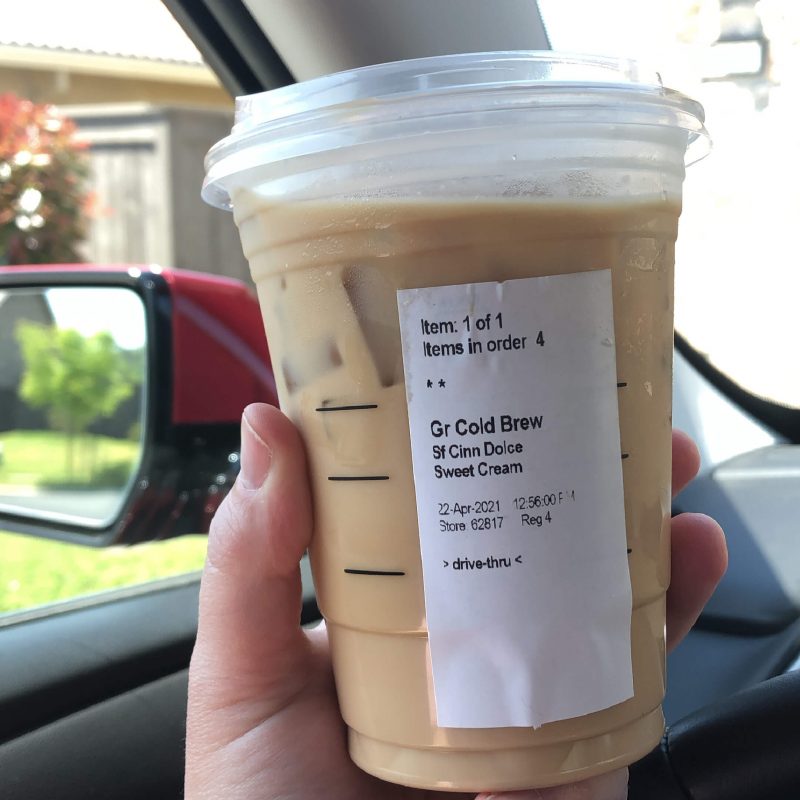 Item: 1 of 1
Items in order 4
* *
Gr Cold Brew
Sf Cinn Dolce
Sweet Cream
22-Apr-2021 12:56:00 PM
Store 62817 Reg 4
> drive-thru <